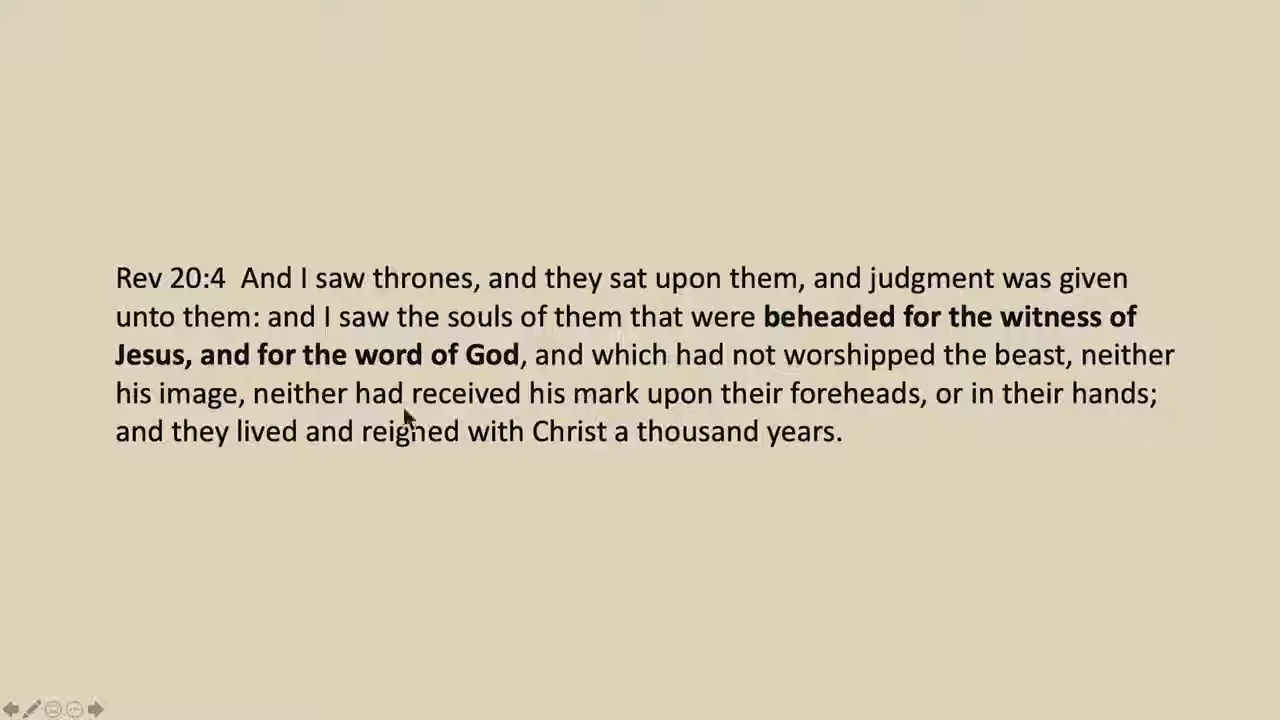 Rev 20:4  And I saw thrones, and they sat upon them, and judgment was given
unto them: and I saw the souls of them that were beheaded for the witness of
Jesus, and for the word of God, and which had not worshipped the beast, neither
his image, neither had received his mark upon their foreheads, or in their hands;
and they lived and reigned with Christ a thousand years.